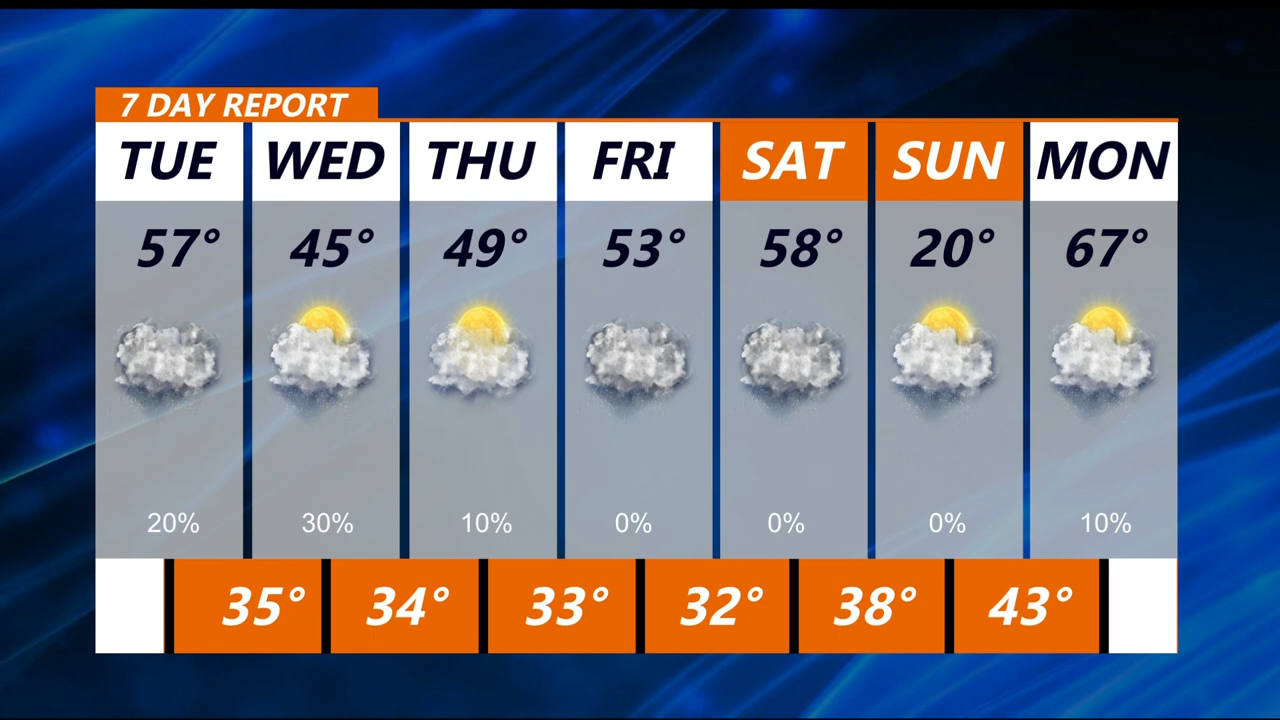 7 DAY REPORT
TUE WED THU FRI SAT SUN MON
57° 45° 49° 53° 58° 20° 67°
20% 30% 10% 0% 0% 0% 10%
35° 34° 33° 32° 38° 43°